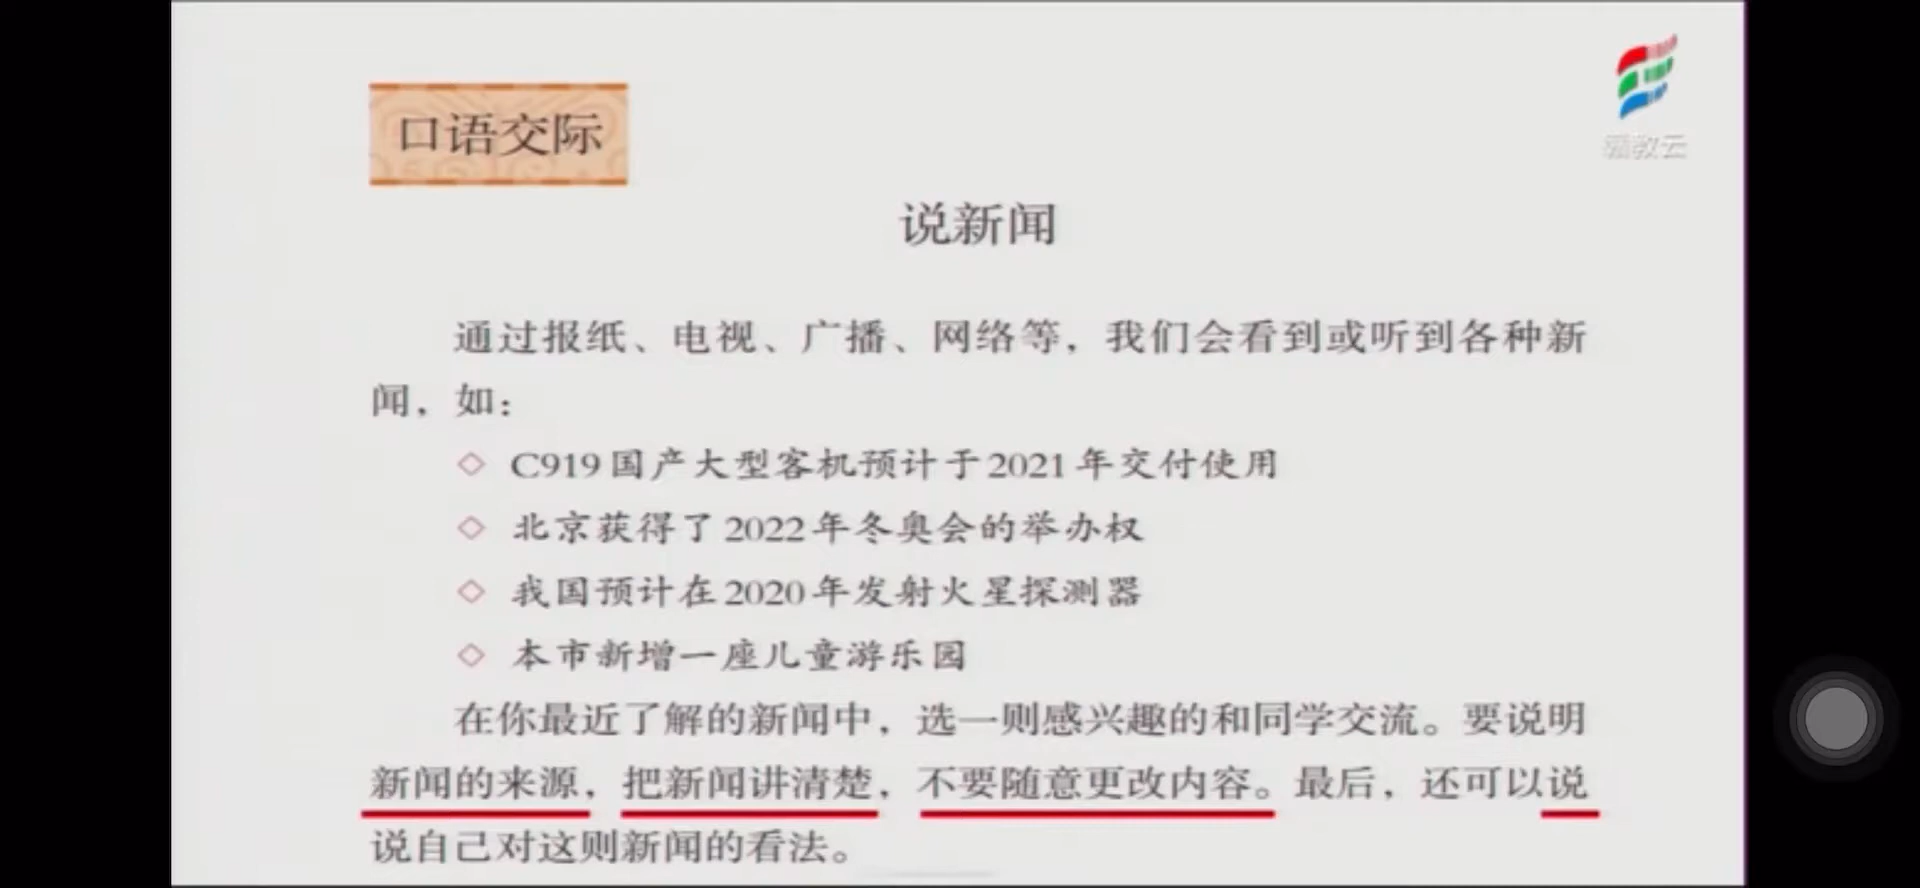 口语交际
说新闻
通过报纸、电视、广播、网络等，我们会看到或听到各种新
闻，如：
◇ C919国产大型客机预计于2021年交付使用
◇ 北京获得了2022年冬奥会的举办权
◇ 我国预计在2020年发射火星探测器
◇ 本市新增一座儿童游乐园
在你最近了解的新闻中，选一则感兴趣的和同学交流。要说明
新闻的来源，把新闻讲清楚，不要随意更改内容。最后，还可以说
说自己对这则新闻的看法。